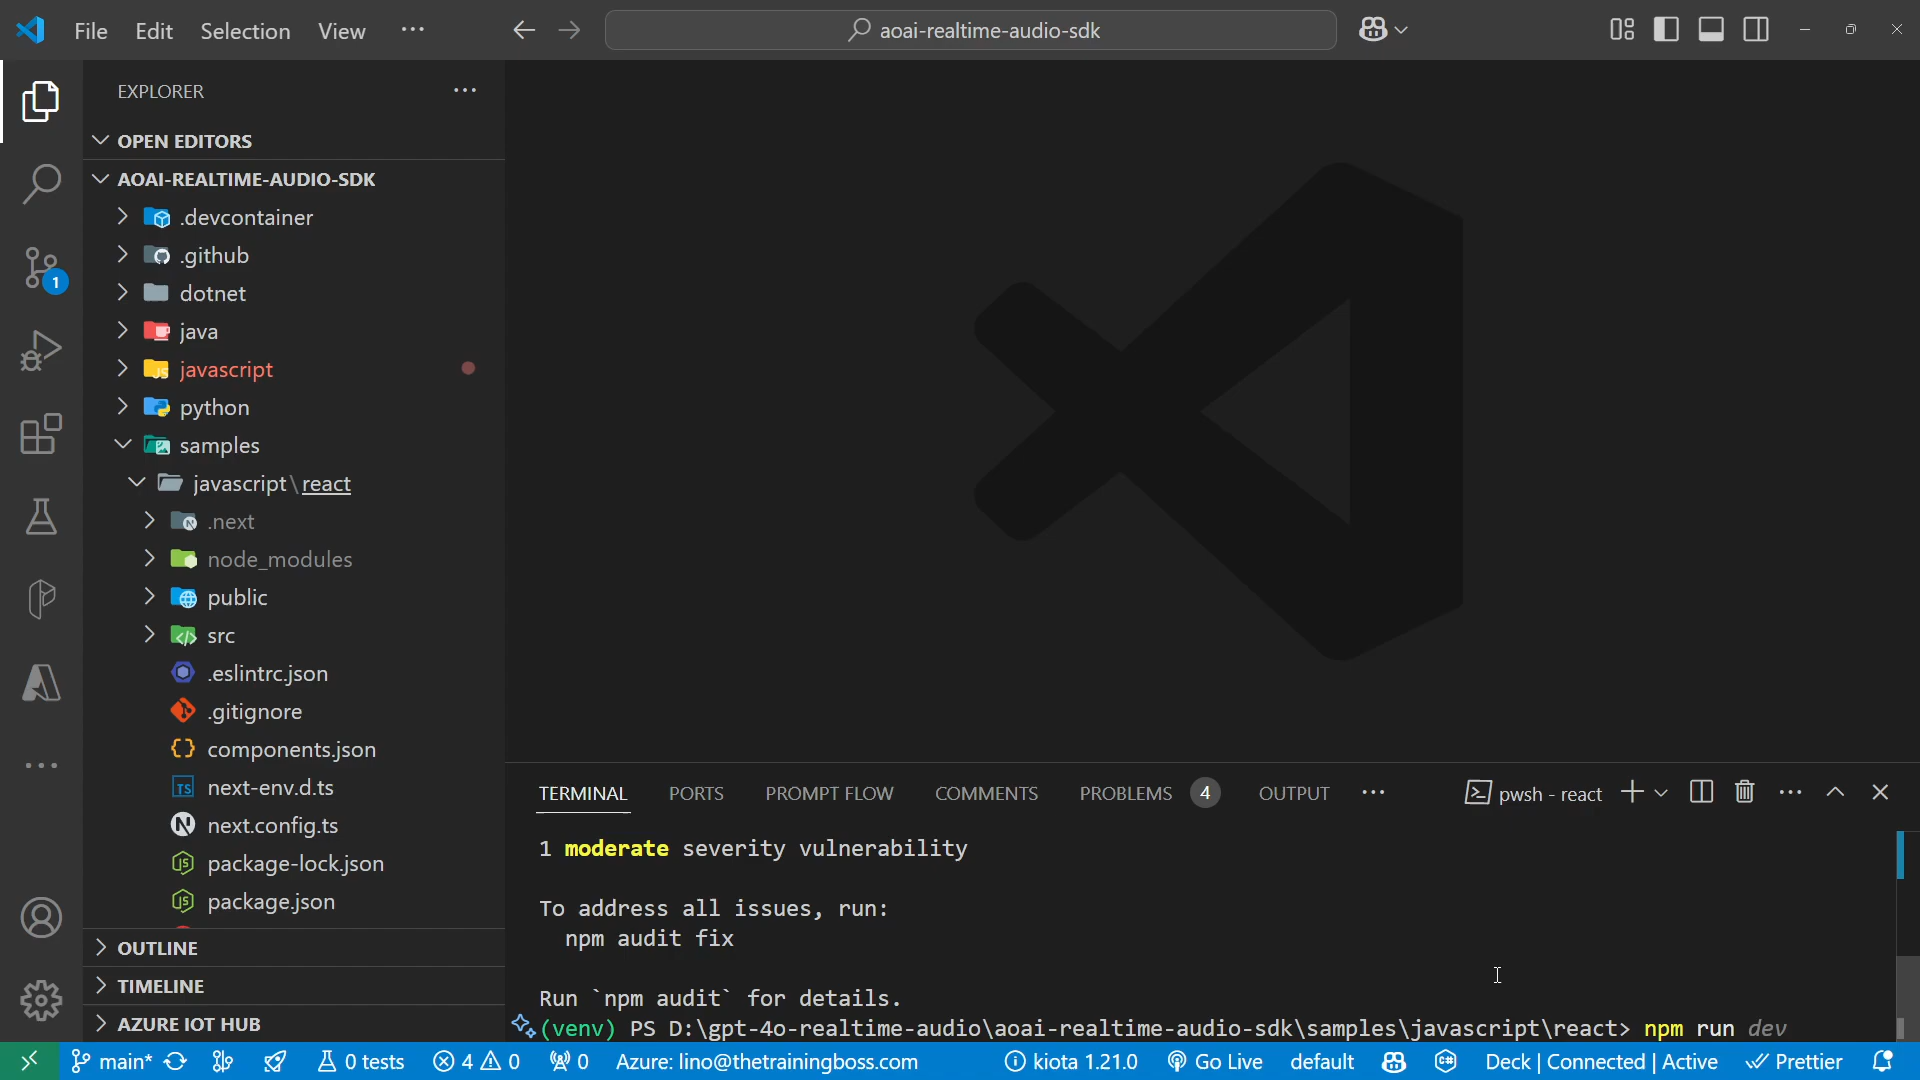 File Edit Selection View ···
aoai-realtime-audio-sdk
EXPLORER
OPEN EDITORS
AOAI-REALTIME-AUDIO-SDK
.devcontainer
.github
dotnet
java
javascript
python
samples
javascript\react
.next
node_modules
public
src
.eslintrc.json
.gitignore
components.json
next-env.d.ts
next.config.ts
package-lock.json
package.json
OUTLINE
TIMELINE
AZURE IOT HUB
1
TERMINAL PORTS PROMPT FLOW COMMENTS PROBLEMS 4 OUTPUT ··· pwsh - react
1 moderate severity vulnerability
To address all issues, run:
npm audit fix
Run `npm audit` for details.
(venv) PS D:\gpt-4o-realtime-audio\aoai-realtime-audio-sdk\samples\javascript\react> npm run dev
main* 0 tests 4 0 0 Azure: lino@thetrainingboss.com kiota 1.21.0 Go Live default Deck | Connected | Active Prettier